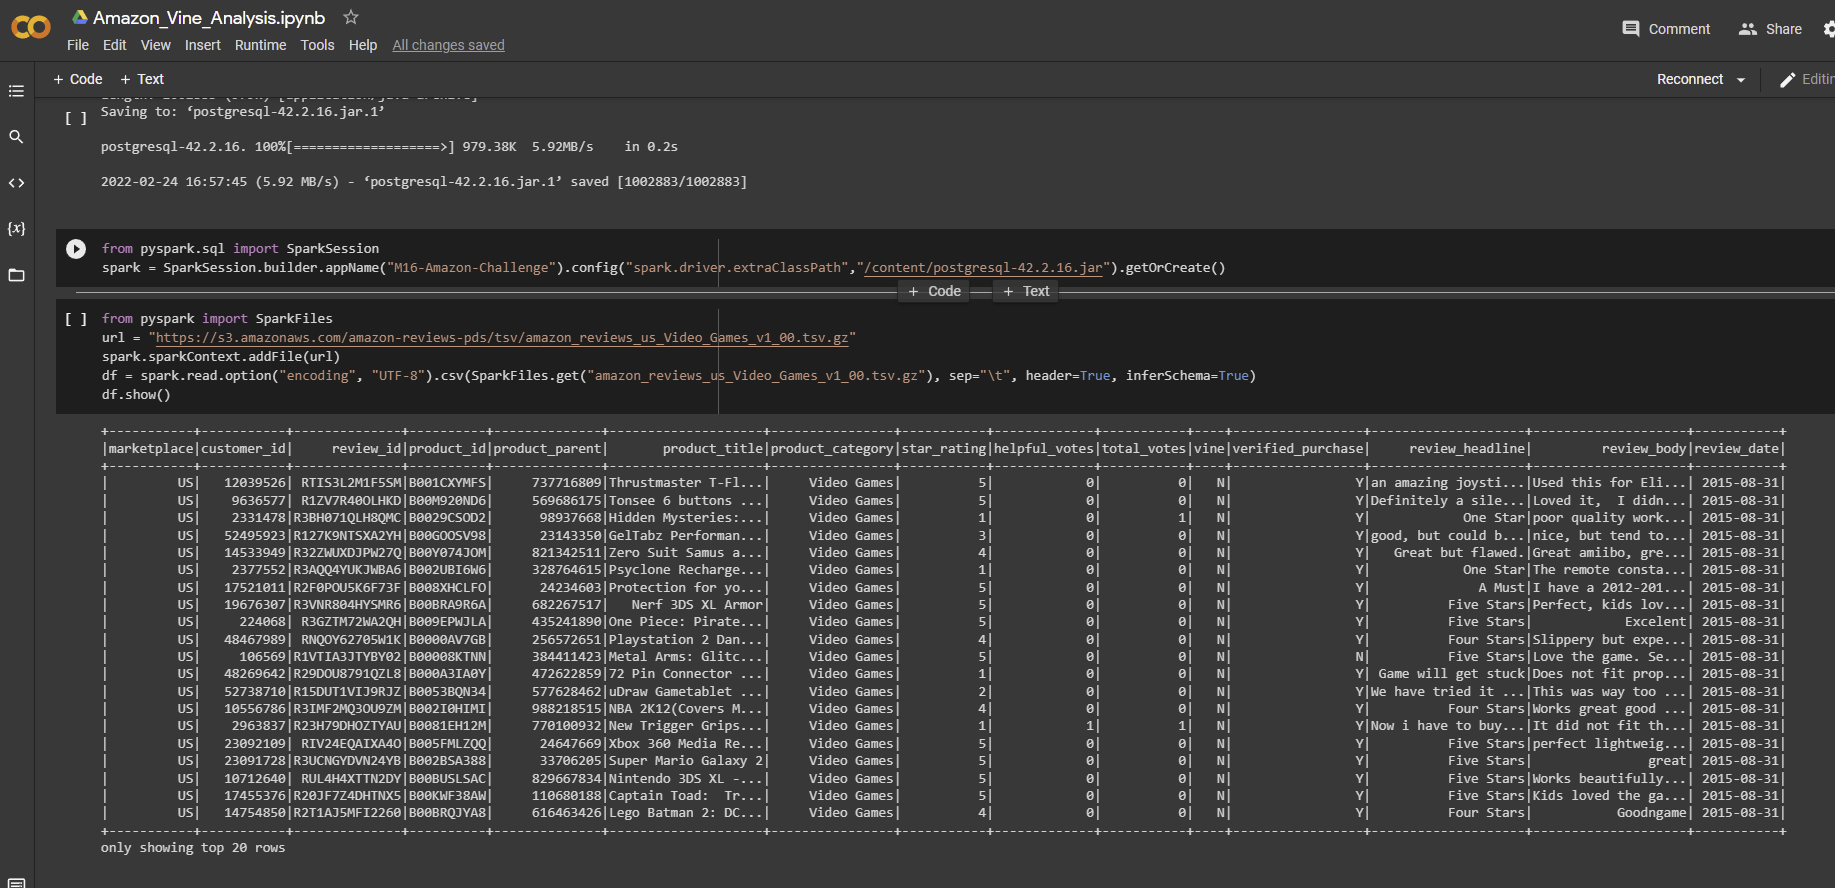 Amazon_Vine_Analysis.ipynb
File Edit View Insert Runtime Tools Help All changes saved
Comment Share
+ Code + Text
Reconnect
Saving to: ‘postgresql-42.2.16.jar.1’
[ ]
postgresql-42.2.16. 100%[===================>] 979.38K 5.92MB/s in 0.2s
2022-02-24 16:57:45 (5.92 MB/s) - ‘postgresql-42.2.16.jar.1’ saved [1002883/1002883]
from pyspark.sql import SparkSession
spark = SparkSession.builder.appName("M16-Amazon-Challenge").config("spark.driver.extraClassPath","/content/postgresql-42.2.16.jar").getOrCreate()
+ Code + Text
[ ] from pyspark import SparkFiles
url = "https://s3.amazonaws.com/amazon-reviews-pds/tsv/amazon_reviews_us_Video_Games_v1_00.tsv.gz"
spark.sparkContext.addFile(url)
df = spark.read.option("encoding", "UTF-8").csv(SparkFiles.get("amazon_reviews_us_Video_Games_v1_00.tsv.gz"), sep="\t", header=True, inferSchema=True)
df.show()
|marketplace|customer_id| review_id|product_id|product_parent| product_title|product_category|star_rating|helpful_votes|total_votes|vine|verified_purchase| review_headline| review_body|review_date|
| US| 12039526| RTIS3L2M1F5SM|B001CXYMFS| 737716809|Thrustmaster T-Fl...| Video Games| 5| 0| 0| N| Y|an amazing joysti...|Used this for Eli...| 2015-08-31|
| US| 9636577| R1ZV7R40OLHKD|B00M920ND6| 569686175|Tonsee 6 buttons ...| Video Games| 5| 0| 0| N| Y|Definitely a sile...|Loved it, I didn...| 2015-08-31|
| US| 2331478|R3BH071QLH8QMC|B0029CSOD2| 98937668|Hidden Mysteries:...| Video Games| 1| 0| 1| N| Y| One Star|poor quality work...| 2015-08-31|
| US| 52495923|R127K9NTSXA2YH|B00GOOSV98| 23143350|GelTabz Performan...| Video Games| 3| 0| 0| N| Y|good, but could b...|nice, but tend to...| 2015-08-31|
| US| 14533949|R32ZWUXDJPW27Q|B00Y074JOM| 821342511|Zero Suit Samus a...| Video Games| 4| 0| 0| N| Y| Great but flawed.|Great amiibo, gre...| 2015-08-31|
| US| 2377552|R3AQQ4YUKJWBA6|B002UBI6W6| 328764615|Psyclone Recharge...| Video Games| 1| 0| 0| N| Y| One Star|The remote consta...| 2015-08-31|
| US| 17521011|R2F0POU5K6F73F|B008XHCLFO| 24234603|Protection for yo...| Video Games| 5| 0| 0| N| Y| A Must|I have a 2012-201...| 2015-08-31|
| US| 19676307|R3VNR804HYSMR6|B00BRA9R6A| 682267517| Nerf 3DS XL Armor| Video Games| 5| 0| 0| N| Y| Five Stars|Perfect, kids lov...| 2015-08-31|
| US| 224068| R3GZTM72WA2QH|B009EPWJLA| 435241890|One Piece: Pirate...| Video Games| 5| 0| 0| N| Y| Five Stars| Excelent| 2015-08-31|
| US| 48467989| RNQOY62705W1K|B0000AV7GB| 256572651|Playstation 2 Dan...| Video Games| 4| 0| 0| N| Y| Four Stars|Slippery but expe...| 2015-08-31|
| US| 106569|R1VTIA3JTYBY02|B00008KTNN| 384411423|Metal Arms: Glitc...| Video Games| 5| 0| 0| N| N| Five Stars|Love the game. Se...| 2015-08-31|
| US| 48269642|R29DOU8791QZL8|B000A3IA0Y| 472622859|72 Pin Connector ...| Video Games| 1| 0| 0| N| Y| Game will get stuck|Does not fit prop...| 2015-08-31|
| US| 52738710|R15DUT1VIJ9RJZ|B0053BQN34| 577628462|uDraw Gametablet ...| Video Games| 2| 0| 0| N| Y|We have tried it ...|This was way too ...| 2015-08-31|
| US| 10556786|R3IMF2MQ3OU9ZM|B002I0HIMI| 988218515|NBA 2K12(Covers M...| Video Games| 4| 0| 0| N| Y| Four Stars|Works great good ...| 2015-08-31|
| US| 2963837|R23H79DHOZTYAU|B0081EH12M| 770100932|New Trigger Grips...| Video Games| 1| 1| 1| N| Y|Now i have to buy...|It did not fit th...| 2015-08-31|
| US| 23092109| RIV24EQAIXA4O|B005FMLZQQ| 24647669|Xbox 360 Media Re...| Video Games| 5| 0| 0| N| Y| Five Stars|perfect lightweig...| 2015-08-31|
| US| 23091728|R3UCNGYDVN24YB|B002BSA388| 33706205|Super Mario Galaxy 2| Video Games| 5| 0| 0| N| Y| Five Stars| great| 2015-08-31|
| US| 10712640| RUL4H4XTTN2DY|B00BUSLSAC| 829667834|Nintendo 3DS XL -...| Video Games| 5| 0| 0| N| Y| Five Stars|Works beautifully...| 2015-08-31|
| US| 17455376|R20JF7Z4DHTNX5|B00KWF38AW| 110680188|Captain Toad: Tr...| Video Games| 5| 0| 0| N| Y| Five Stars|Kids loved the ga...| 2015-08-31|
| US| 14754850|R2T1AJ5MFI2260|B00BRQJYA8| 616463426|Lego Batman 2: DC...| Video Games| 4| 0| 0| N| Y| Four Stars| Goodngame| 2015-08-31|
only showing top 20 rows